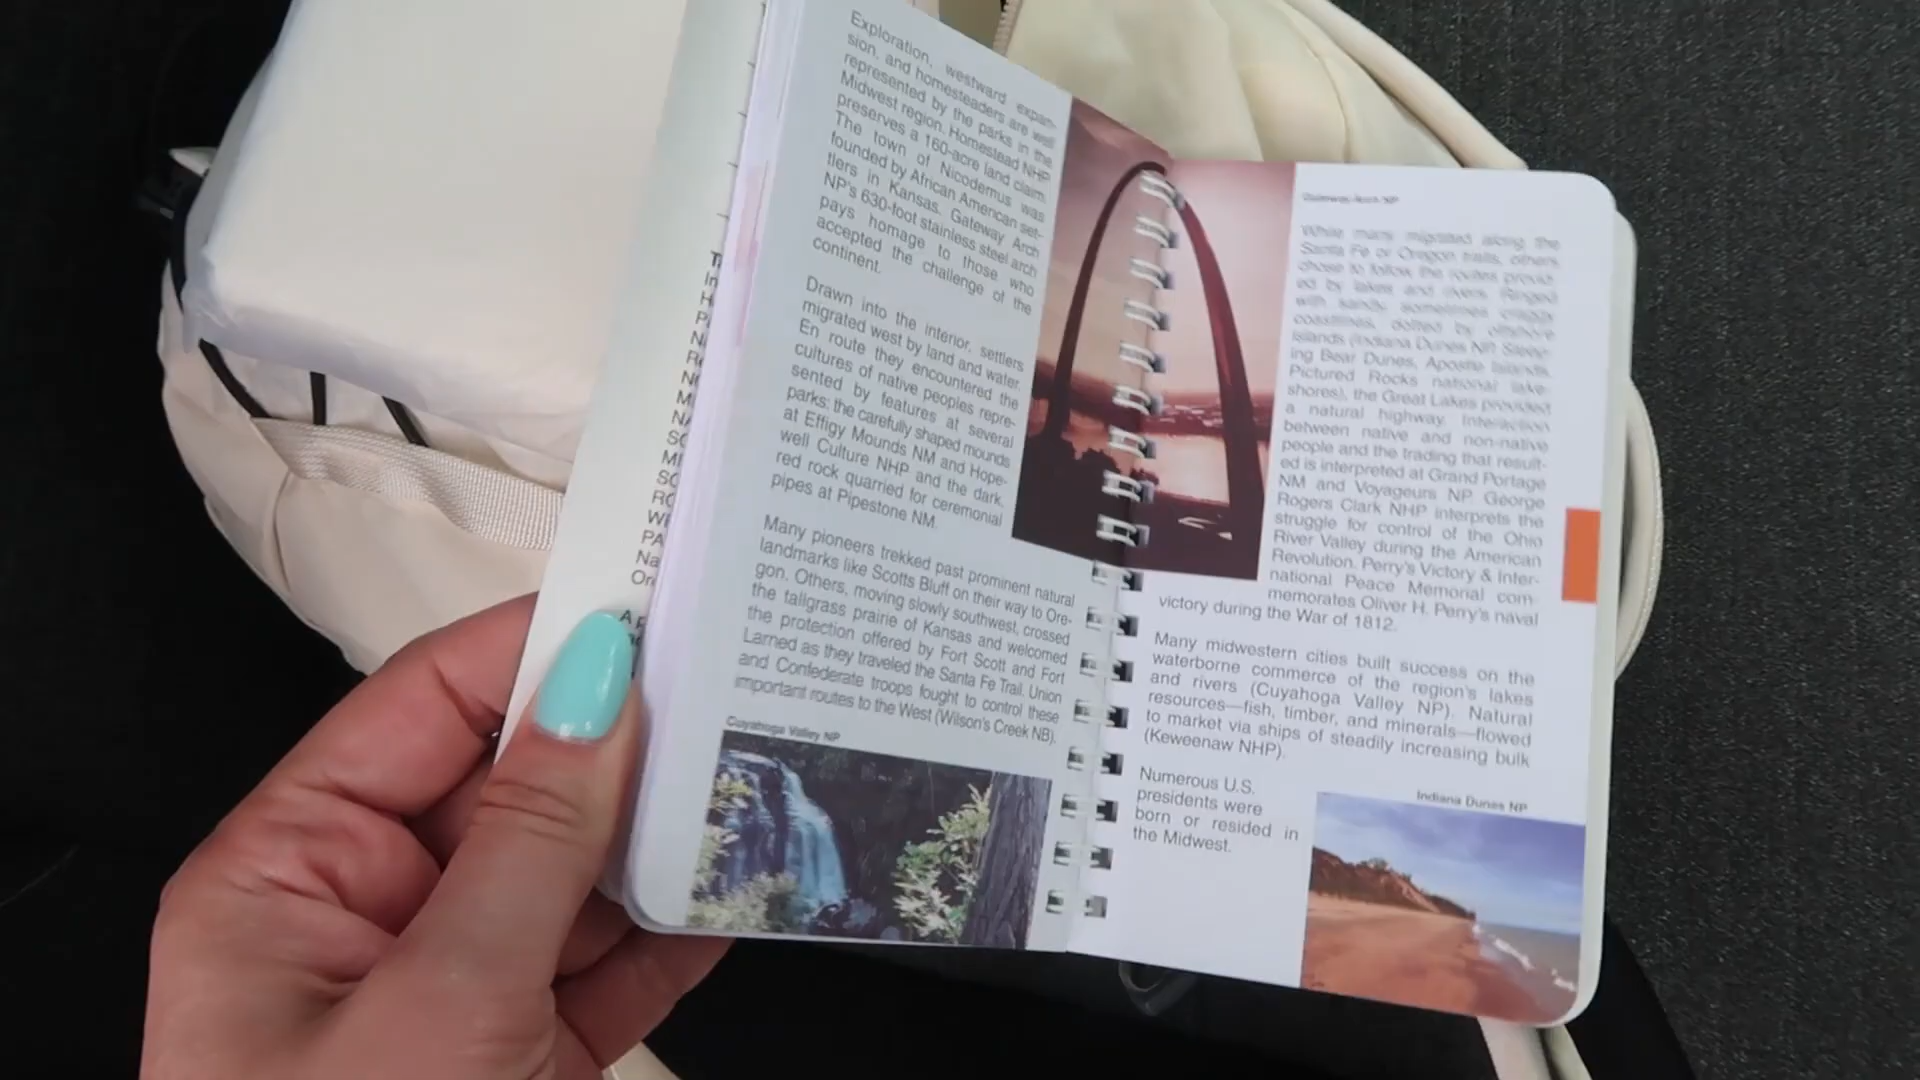 Exploration, westward expan-
sion, and homesteaders are well
represented by the parks in the
Midwest region. Homestead NHP
preserves a 160-acre land claim.
The town of Nicodemus was
founded by African American set-
tlers in Kansas. Gateway Arch
NP's 630-foot stainless steel arch
pays homage to those who
accepted the challenge of the
continent.
Drawn into the interior, settlers
migrated west by land and water.
En route they encountered the
cultures of native peoples repre-
sented by features at several
parks: the carefully shaped mounds
at Effigy Mounds NM and Hope-
well Culture NHP and the dark,
red rock quarried for ceremonial
pipes at Pipestone NM.
Many pioneers trekked past prominent natural
landmarks like Scotts Bluff on their way to Ore-
gon. Others, moving slowly southwest, crossed
the tallgrass prairie of Kansas and welcomed
the protection offered by Fort Scott and Fort
Larned as they traveled the Santa Fe Trail. Union
and Confederate troops fought to control these
important routes to the West (Wilson's Creek NB).
Cuyahoga Valley NP
Gateway Arch NP
While many migrated along the
Santa Fe or Oregon trails, others
chose to follow the routes provid-
ed by lakes and rivers. Ringed
with sandy, sometimes craggy
coastlines, dotted by offshore
islands (Indiana Dunes NP, Sleep-
ing Bear Dunes, Apostle Islands,
Pictured Rocks national lake-
shores), the Great Lakes provided
a natural highway. Interaction
between native and non-native
people and the trading that result-
ed is interpreted at Grand Portage
NM and Voyageurs NP. George
Rogers Clark NHP interprets the
struggle for control of the Ohio
River Valley during the American
Revolution. Perry's Victory & Inter-
national Peace Memorial com-
memorates Oliver H. Perry's naval
victory during the War of 1812.
Many midwestern cities built success on the
waterborne commerce of the region's lakes
and rivers (Cuyahoga Valley NP). Natural
resources—fish, timber, and minerals—flowed
to market via ships of steadily increasing bulk
(Keweenaw NHP).
Numerous U.S.
presidents were
born or resided in
the Midwest.
Indiana Dunes NP